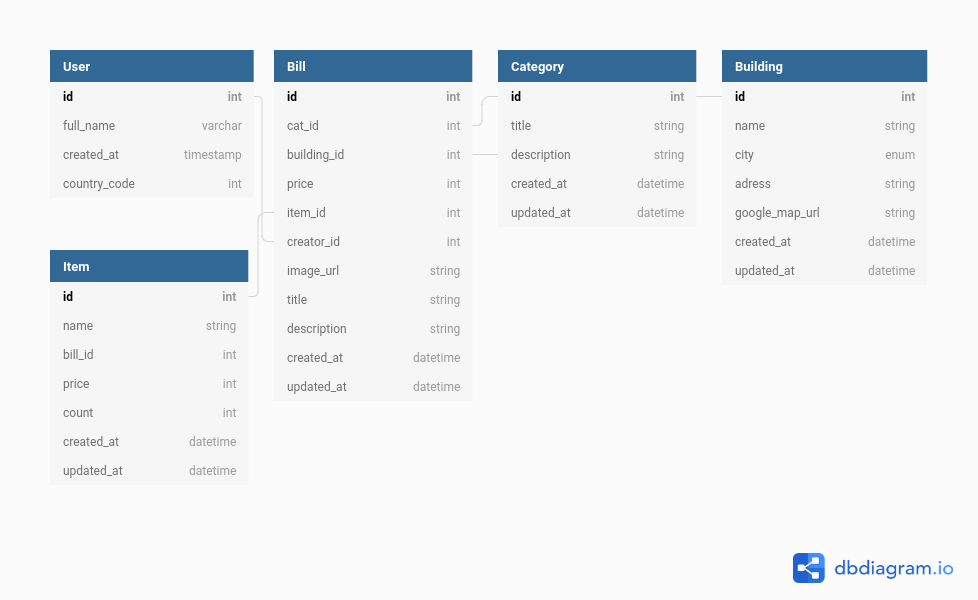 User
id int
full_name varchar
created_at timestamp
country_code int
Item
id int
name string
bill_id int
price int
count int
created_at datetime
updated_at datetime
Bill
id int
cat_id int
building_id int
price int
item_id int
creator_id int
image_url string
title string
description string
created_at datetime
updated_at datetime
Category
id int
title string
description string
created_at datetime
updated_at datetime
Building
id int
name string
city enum
adress string
google_map_url string
created_at datetime
updated_at datetime
dbdiagram.io